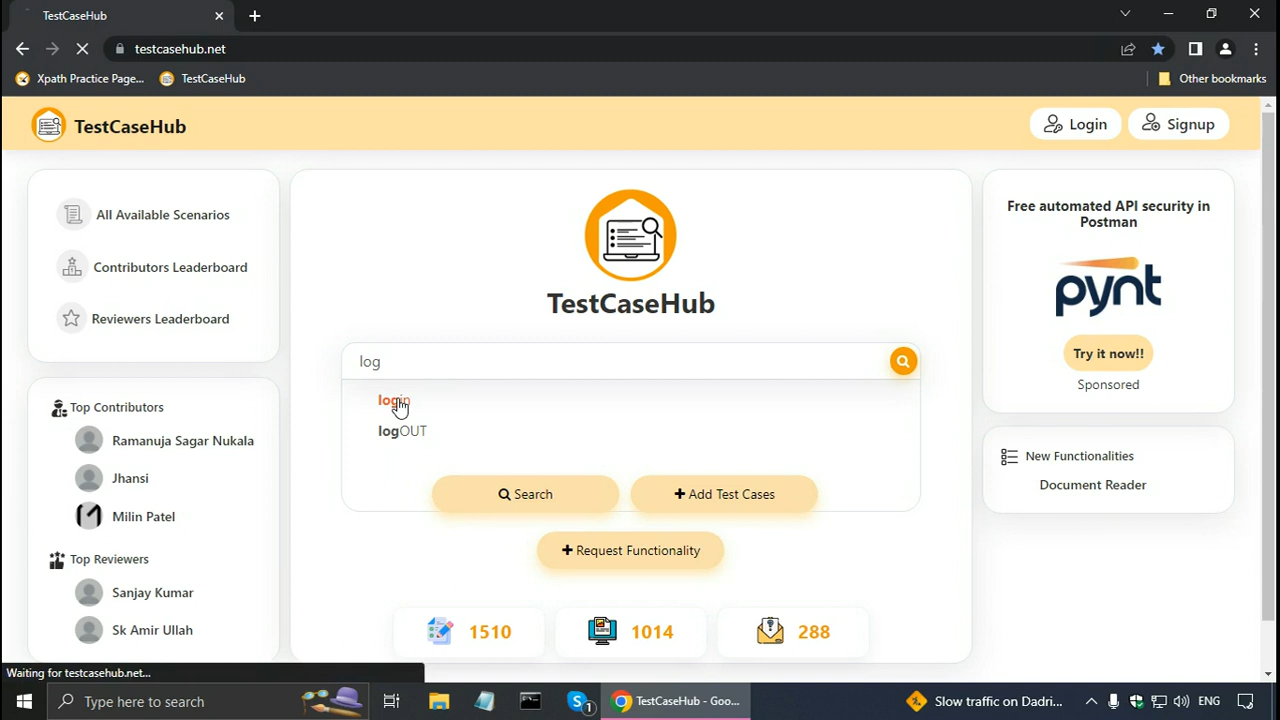 TestCaseHub
testcasehub.net
Xpath Practice Page...
TestCaseHub
Other bookmarks
TestCaseHub
Login
Signup
All Available Scenarios
Contributors Leaderboard
Reviewers Leaderboard
Top Contributors
Ramanuja Sagar Nukala
Jhansi
Milin Patel
Top Reviewers
Sanjay Kumar
Sk Amir Ullah
TestCaseHub
log
login
logOUT
Search
+ Add Test Cases
+ Request Functionality
1510
1014
288
Free automated API security in
Postman
pynt
Try it now!!
Sponsored
New Functionalities
Document Reader
Waiting for testcasehub.net...
Type here to search
1
TestCaseHub - Goo...
Slow traffic on Dadri...
ENG